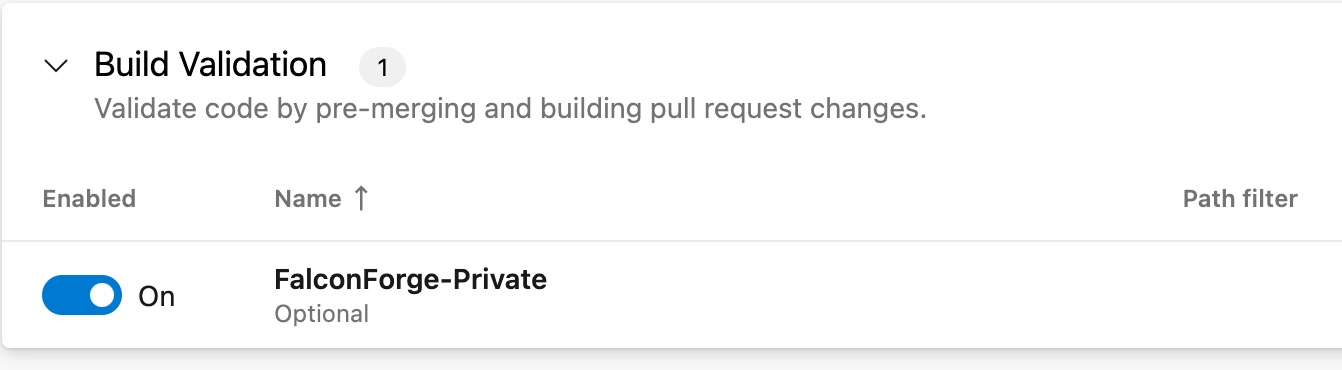 Build Validation 1
Validate code by pre-merging and building pull request changes.
Enabled Name ↑ Path filter
On FalconForge-Private
Optional